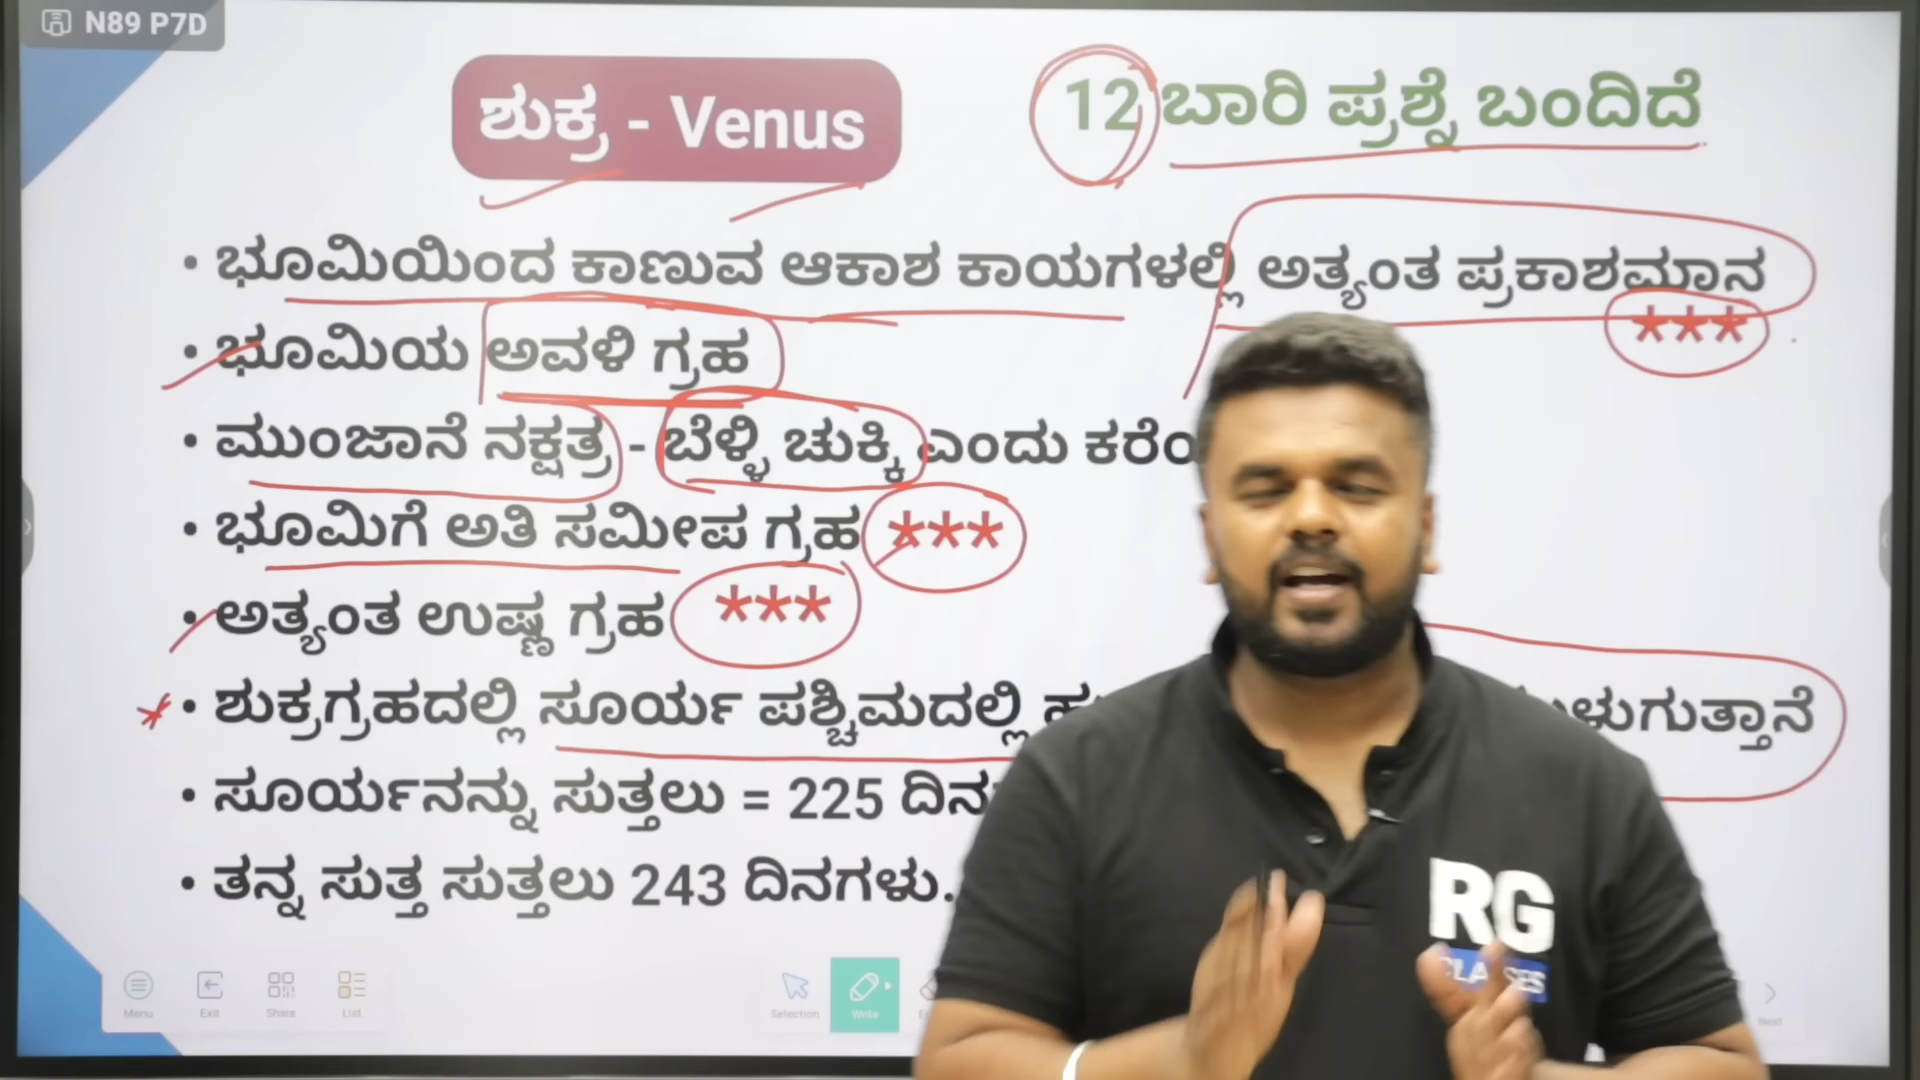 N89 P7D
ಶುಕ್ರ - Venus
12 ಬಾರಿ ಪ್ರಶ್ನೆ ಬಂದಿದೆ
• ಭೂಮಿಯಿಂದ ಕಾಣುವ ಆಕಾಶ ಕಾಯಗಳಲ್ಲಿ ಅತ್ಯಂತ ಪ್ರಕಾಶಮಾನ
***
• ಭೂಮಿಯ ಅವಳಿ ಗ್ರಹ
• ಮುಂಜಾನೆ ನಕ್ಷತ್ರ - ಬೆಳ್ಳಿ ಚುಕ್ಕಿ ಎಂದು
• ಭೂಮಿಗೆ ಅತಿ ಸಮೀಪ ಗ್ರಹ ***
• ಅತ್ಯಂತ ಉಷ್ಣ ಗ್ರಹ ***
• ಶುಕ್ರಗ್ರಹದಲ್ಲಿ ಸೂರ್ಯ ಪಶ್ಚಿಮದಲ್ಲಿ
• ಸೂರ್ಯನನ್ನು ಸುತ್ತಲು = 225
• ತನ್ನ ಸುತ್ತ ಸುತ್ತಲು 243 ದಿನಗಳು.
RG
Menu Exit Share List Selection Write Next